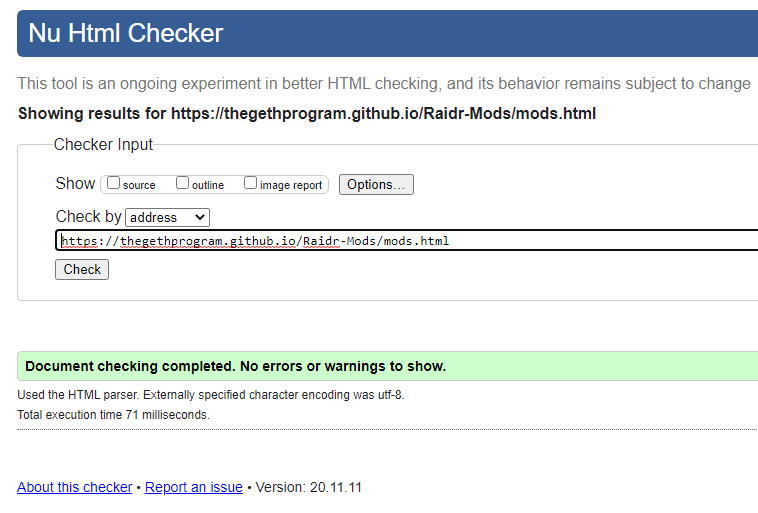 Nu Html Checker
This tool is an ongoing experiment in better HTML checking, and its behavior remains subject to change
Showing results for https://thegethprogram.github.io/Raidr-Mods/mods.html
Checker Input
Show source outline image report Options...
Check by address
https://thegethprogram.github.io/Raidr-Mods/mods.html
Check
Document checking completed. No errors or warnings to show.
Used the HTML parser. Externally specified character encoding was utf-8.
Total execution time 71 milliseconds.
About this checker • Report an issue • Version: 20.11.11